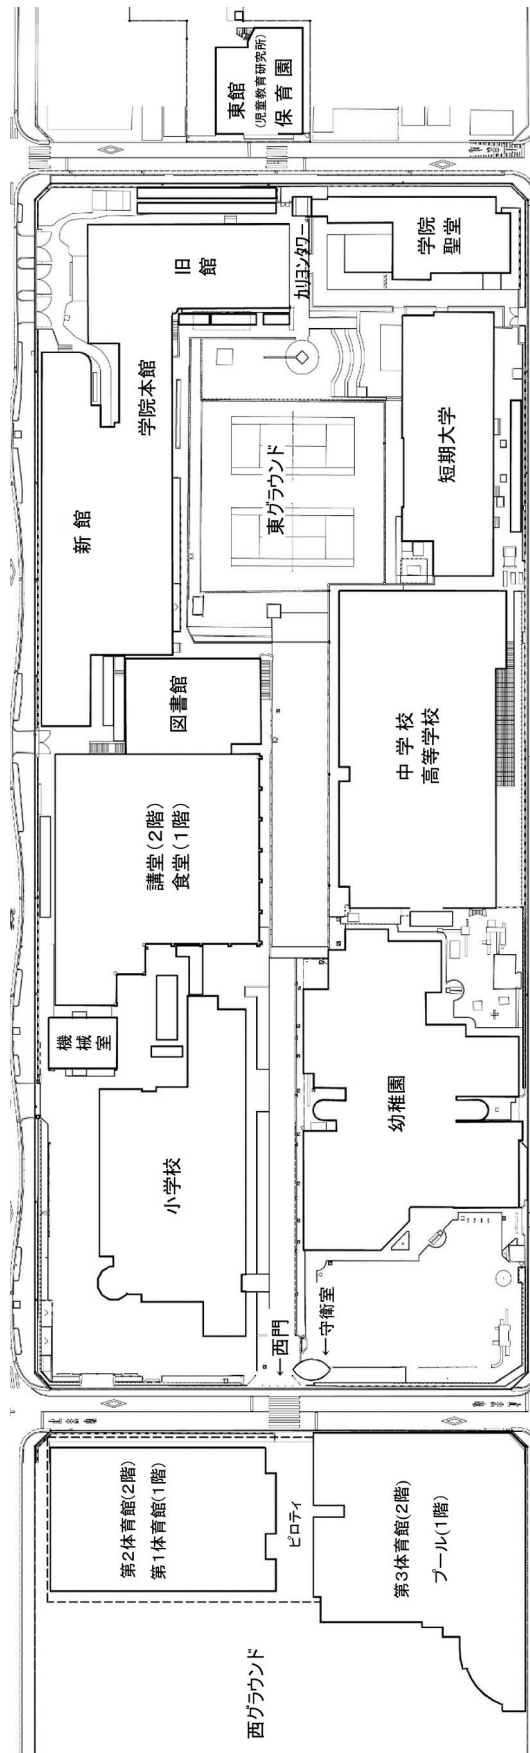 東館
(児童教育研究所)
保育園
旧館
カリヨンタワー
学院
聖堂
学院本館
新館
東グラウンド
短期大学
図書館
中学校
高等学校
講堂(2階)
食堂(1階)
機械室
小学校
幼稚園
←西門
←守衛室
第2体育館(2階)
第1体育館(1階)
ピロティ
第3体育館(2階)
プール(1階)
西グラウンド